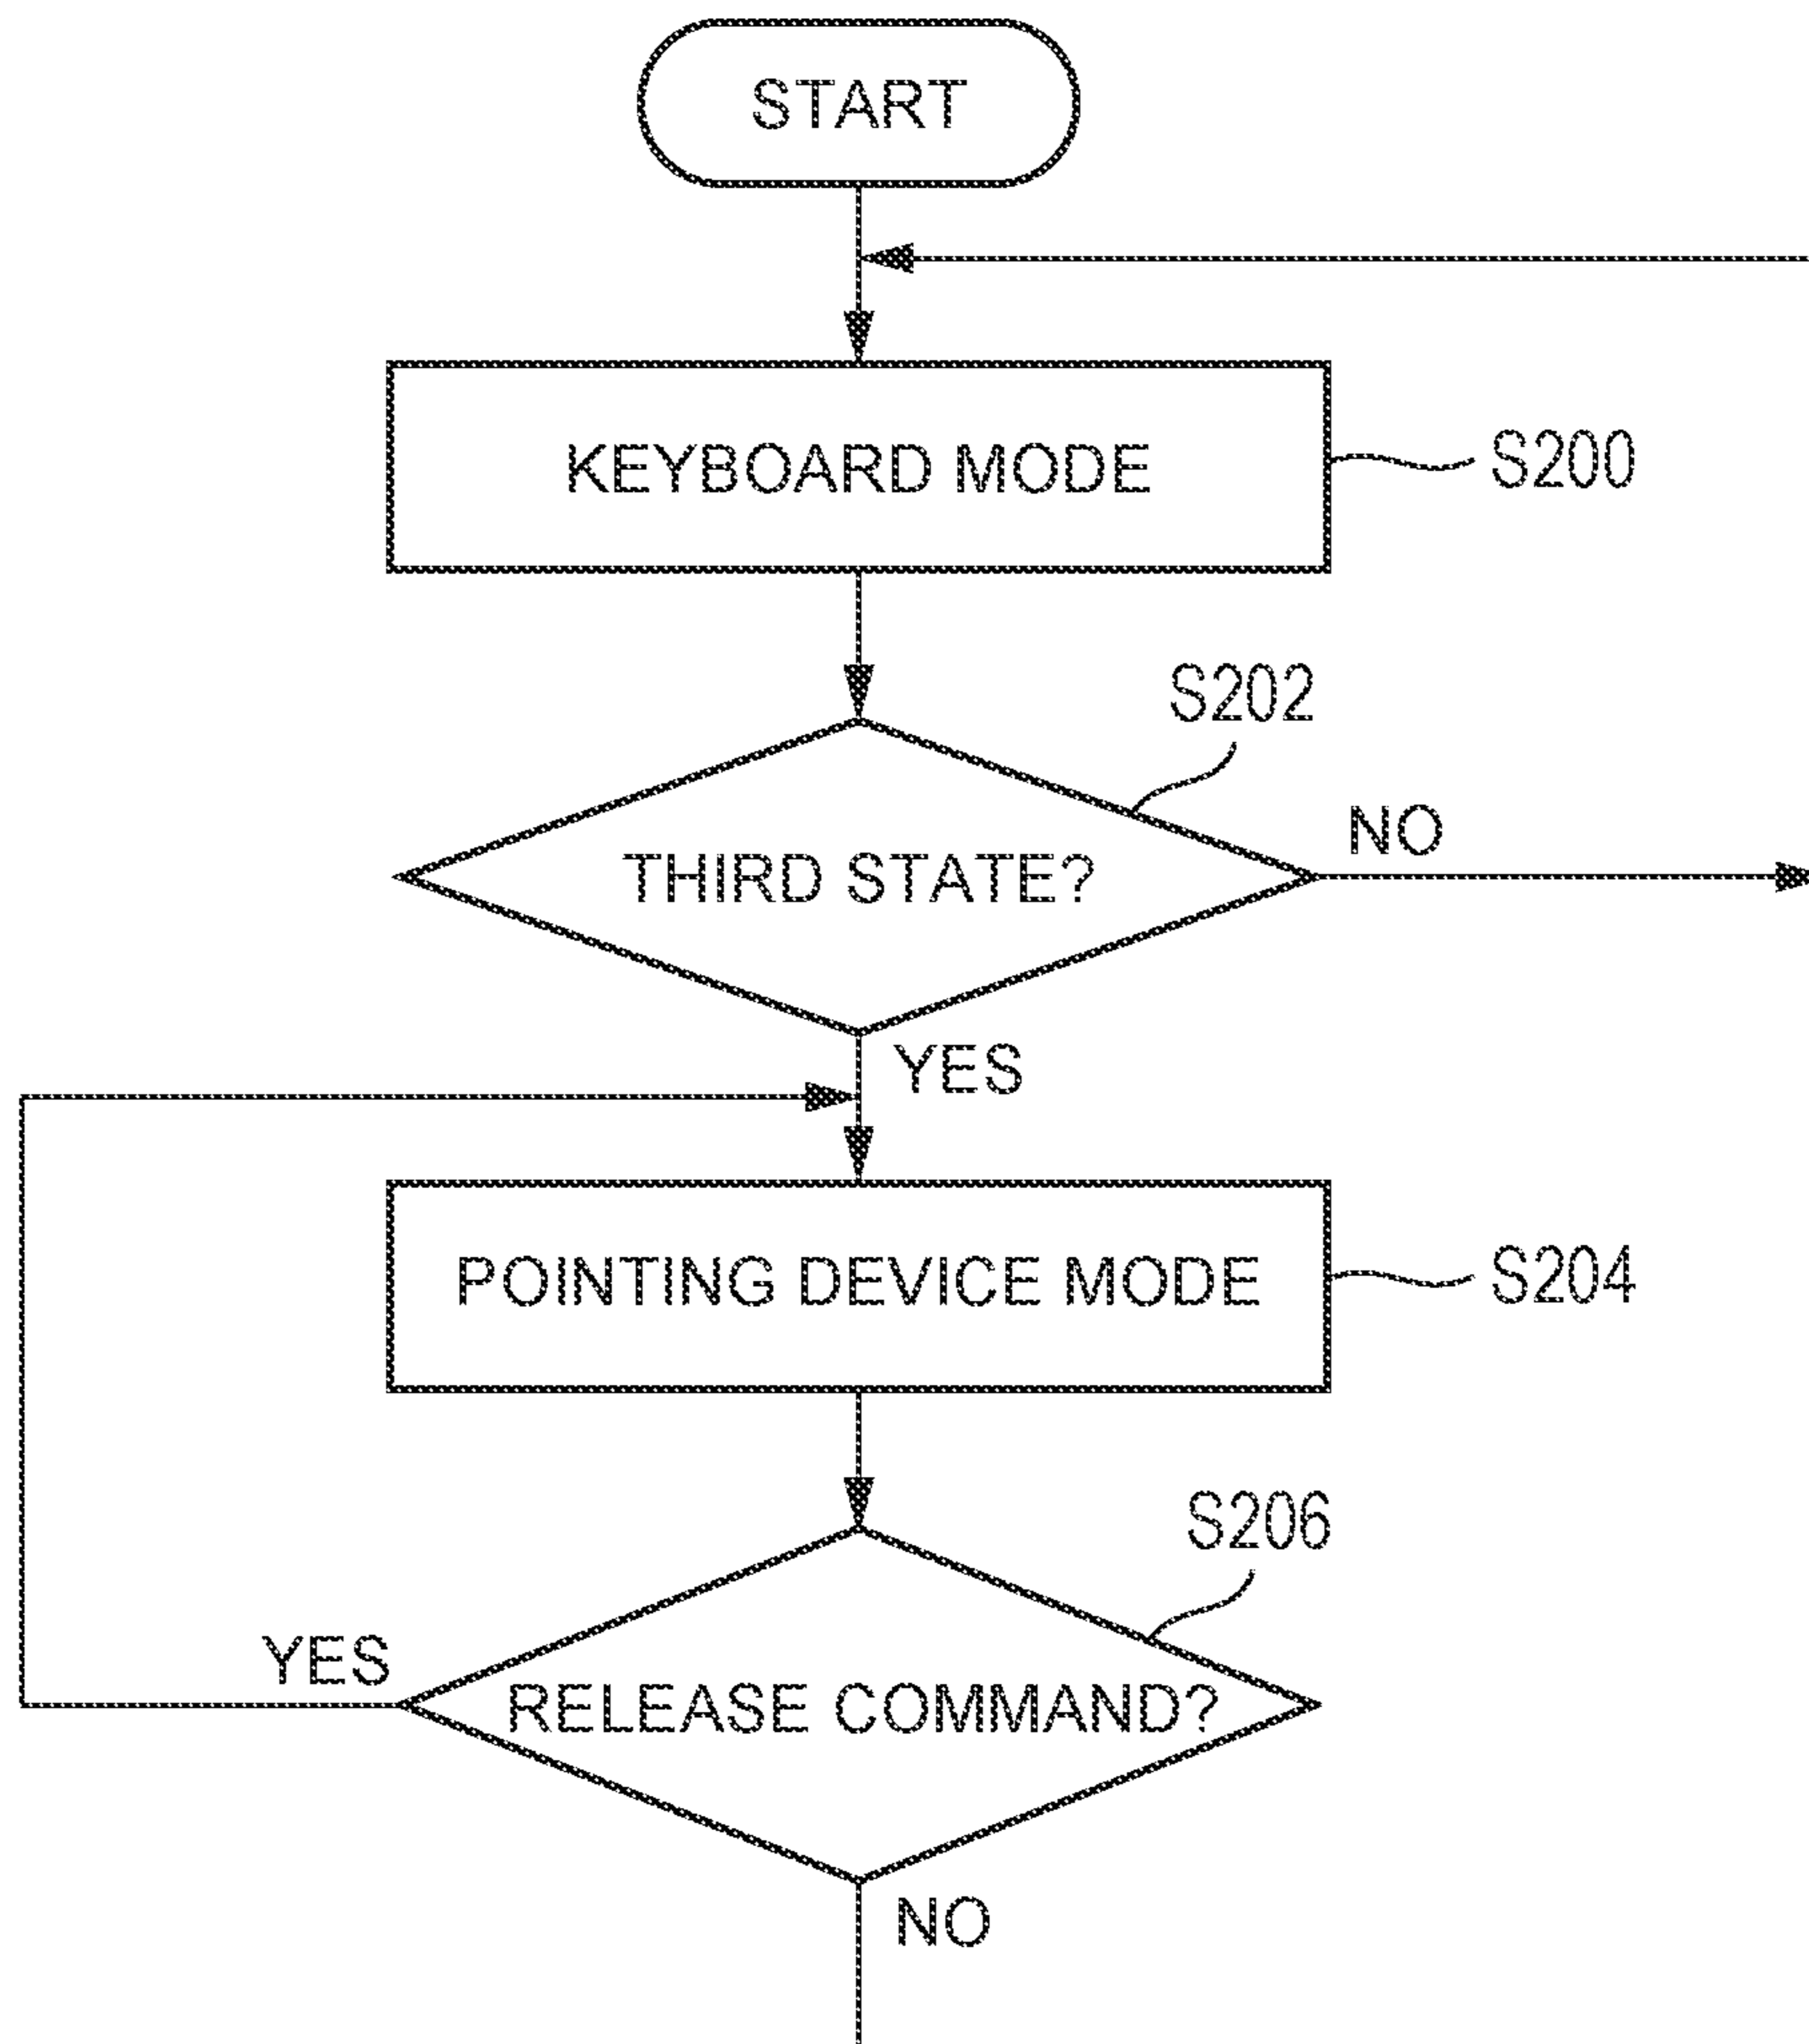 START
KEYBOARD MODE
S200
S202
THIRD STATE?
NO
YES
POINTING DEVICE MODE
S204
S206
YES
RELEASE COMMAND?
NO